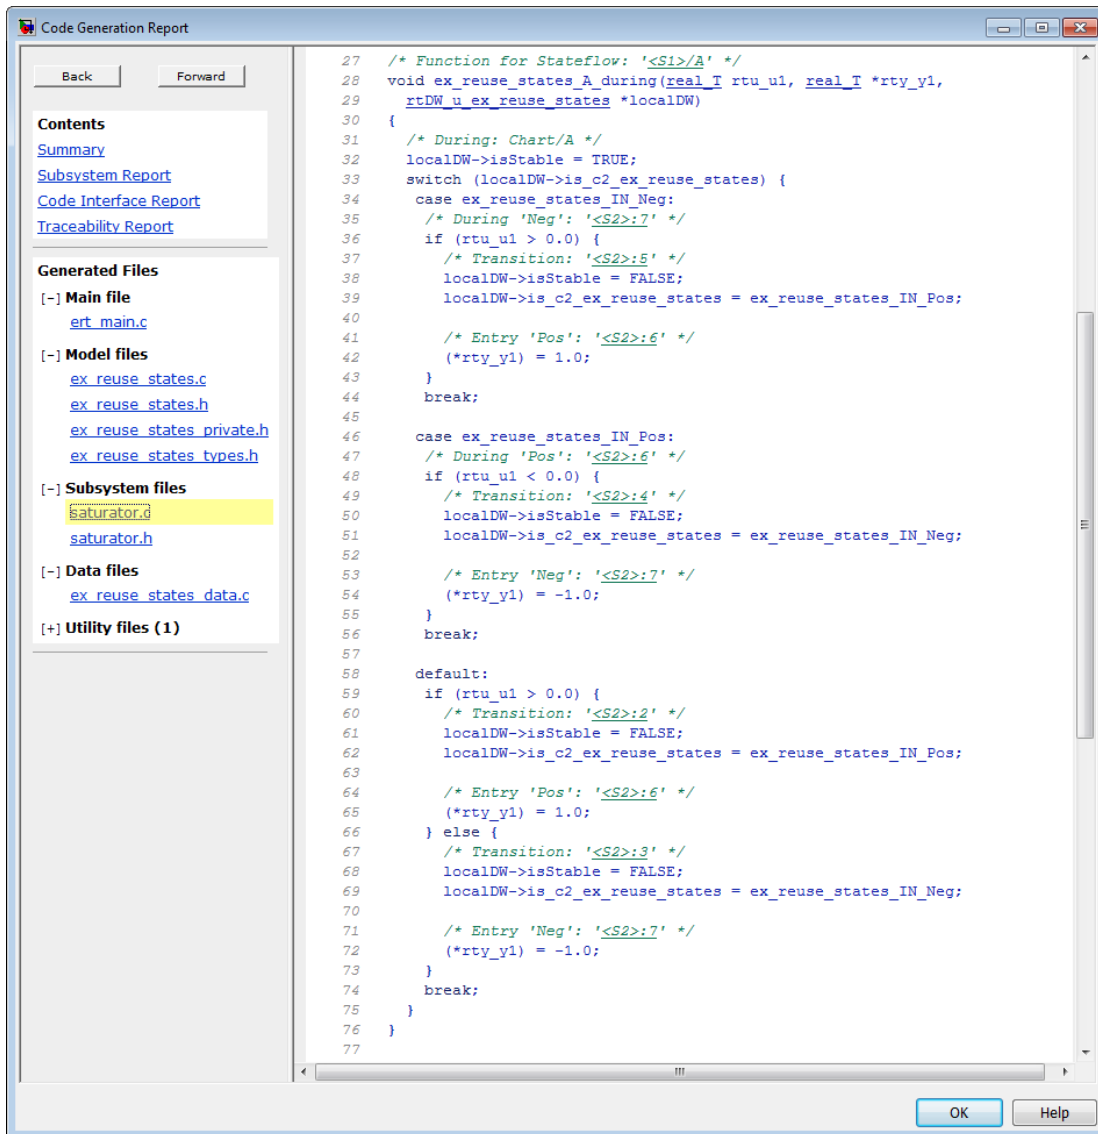 Code Generation Report
Back Forward
Contents
Summary
Subsystem Report
Code Interface Report
Traceability Report
Generated Files
[-] Main file
ert_main.c
[-] Model files
ex_reuse_states.c
ex_reuse_states.h
ex_reuse_states_private.h
ex_reuse_states_types.h
[-] Subsystem files
saturator.c
saturator.h
[-] Data files
ex_reuse_states_data.c
[+] Utility files (1)
27 /* Function for Stateflow: '<S1>/A' */
28 void ex_reuse_states_A_during(real_T rtu_u1, real_T *rty_y1,
29 rtDW_u_ex_reuse_states *localDW)
30 {
31 /* During: Chart/A */
32 localDW->isStable = TRUE;
33 switch (localDW->is_c2_ex_reuse_states) {
34 case ex_reuse_states_IN_Neg:
35 /* During 'Neg': '<S2>:7' */
36 if (rtu_u1 > 0.0) {
37 /* Transition: '<S2>:5' */
38 localDW->isStable = FALSE;
39 localDW->is_c2_ex_reuse_states = ex_reuse_states_IN_Pos;
40
41 /* Entry 'Pos': '<S2>:6' */
42 (*rty_y1) = 1.0;
43 }
44 break;
45
46 case ex_reuse_states_IN_Pos:
47 /* During 'Pos': '<S2>:6' */
48 if (rtu_u1 < 0.0) {
49 /* Transition: '<S2>:4' */
50 localDW->isStable = FALSE;
51 localDW->is_c2_ex_reuse_states = ex_reuse_states_IN_Neg;
52
53 /* Entry 'Neg': '<S2>:7' */
54 (*rty_y1) = -1.0;
55 }
56 break;
57
58 default:
59 if (rtu_u1 > 0.0) {
60 /* Transition: '<S2>:2' */
61 localDW->isStable = FALSE;
62 localDW->is_c2_ex_reuse_states = ex_reuse_states_IN_Pos;
63
64 /* Entry 'Pos': '<S2>:6' */
65 (*rty_y1) = 1.0;
66 } else {
67 /* Transition: '<S2>:3' */
68 localDW->isStable = FALSE;
69 localDW->is_c2_ex_reuse_states = ex_reuse_states_IN_Neg;
70
71 /* Entry 'Neg': '<S2>:7' */
72 (*rty_y1) = -1.0;
73 }
74 break;
75 }
76 }
77
OK Help